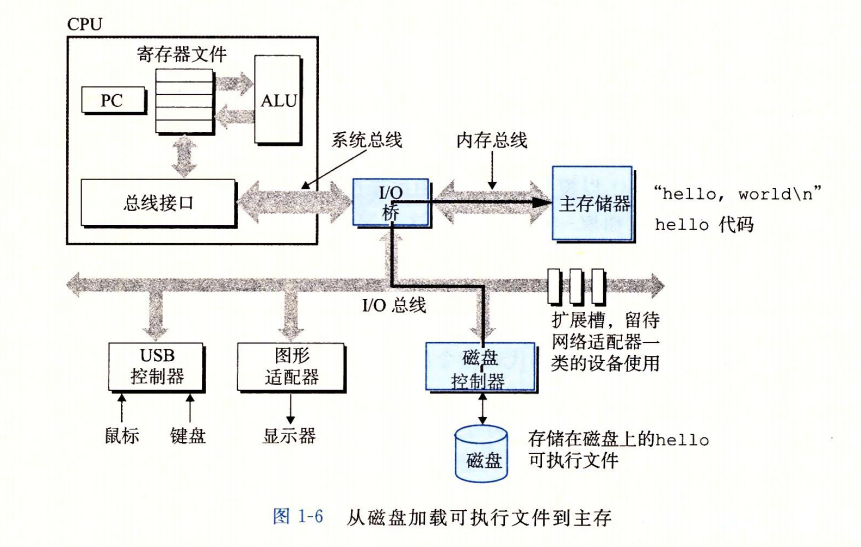 CPU
寄存器文件
PC
ALU
系统总线
内存总线
总线接口
I/O
桥
主存储器
“hello, world\n”
hello 代码
I/O 总线
扩展槽，留待
网络适配器一
类的设备使用
USB
控制器
图形
适配器
磁盘
控制器
鼠标
键盘
显示器
磁盘
存储在磁盘上的hello
可执行文件
图 1-6 从磁盘加载可执行文件到主存